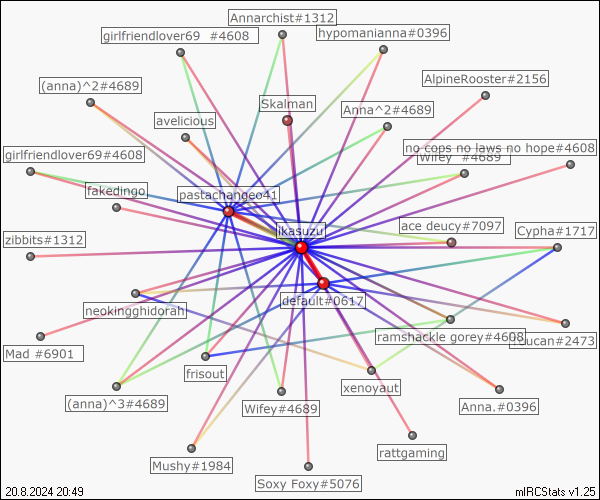 Annarchist#1312
girlfriendlover69 #4608
hypomanianna#0396
AlpineRooster#2156
(anna)^2#4689
Skalman
Anna^2#4689
avelicious
no cops no laws no hope#4608
girlfriendlover69#4608
Wifey #4689
fakedingo
pastachangeo41
ikasuzu
ace deucy#7097
Cypha#1717
zibbits#1312
default#0617
neokingghidorah
ramshackle gorey#4608
Mad #6901
frisout
xenoyaut
(anna)^3#4689
Wifey#4689
Anna.#0396
rattgaming
Mushy#1984
Soxy Foxy#5076
20.8.2024 20:49
mIRCStats v1.25